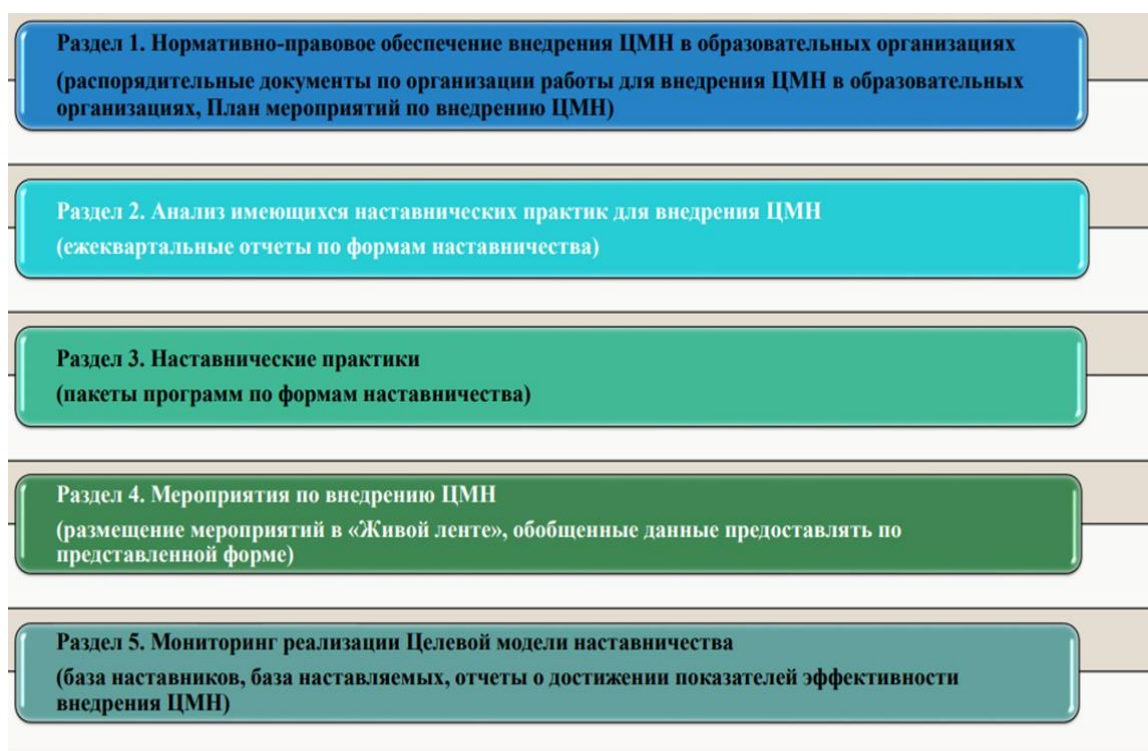 Раздел 1. Нормативно-правовое обеспечение внедрения ЦМН в образовательных организациях
(распорядительные документы по организации работы для внедрения ЦМН в образовательных
организациях, План мероприятий по внедрению ЦМН)
Раздел 2. Анализ имеющихся наставнических практик для внедрения ЦМН
(ежеквартальные отчеты по формам наставничества)
Раздел 3. Наставнические практики
(пакеты программ по формам наставничества)
Раздел 4. Мероприятия по внедрению ЦМН
(размещение мероприятий в «Живой ленте», обобщенные данные предоставлять по
представленной форме)
Раздел 5. Мониторинг реализации Целевой модели наставничества
(база наставников, база наставляемых, отчеты о достижении показателей эффективности
внедрения ЦМН)